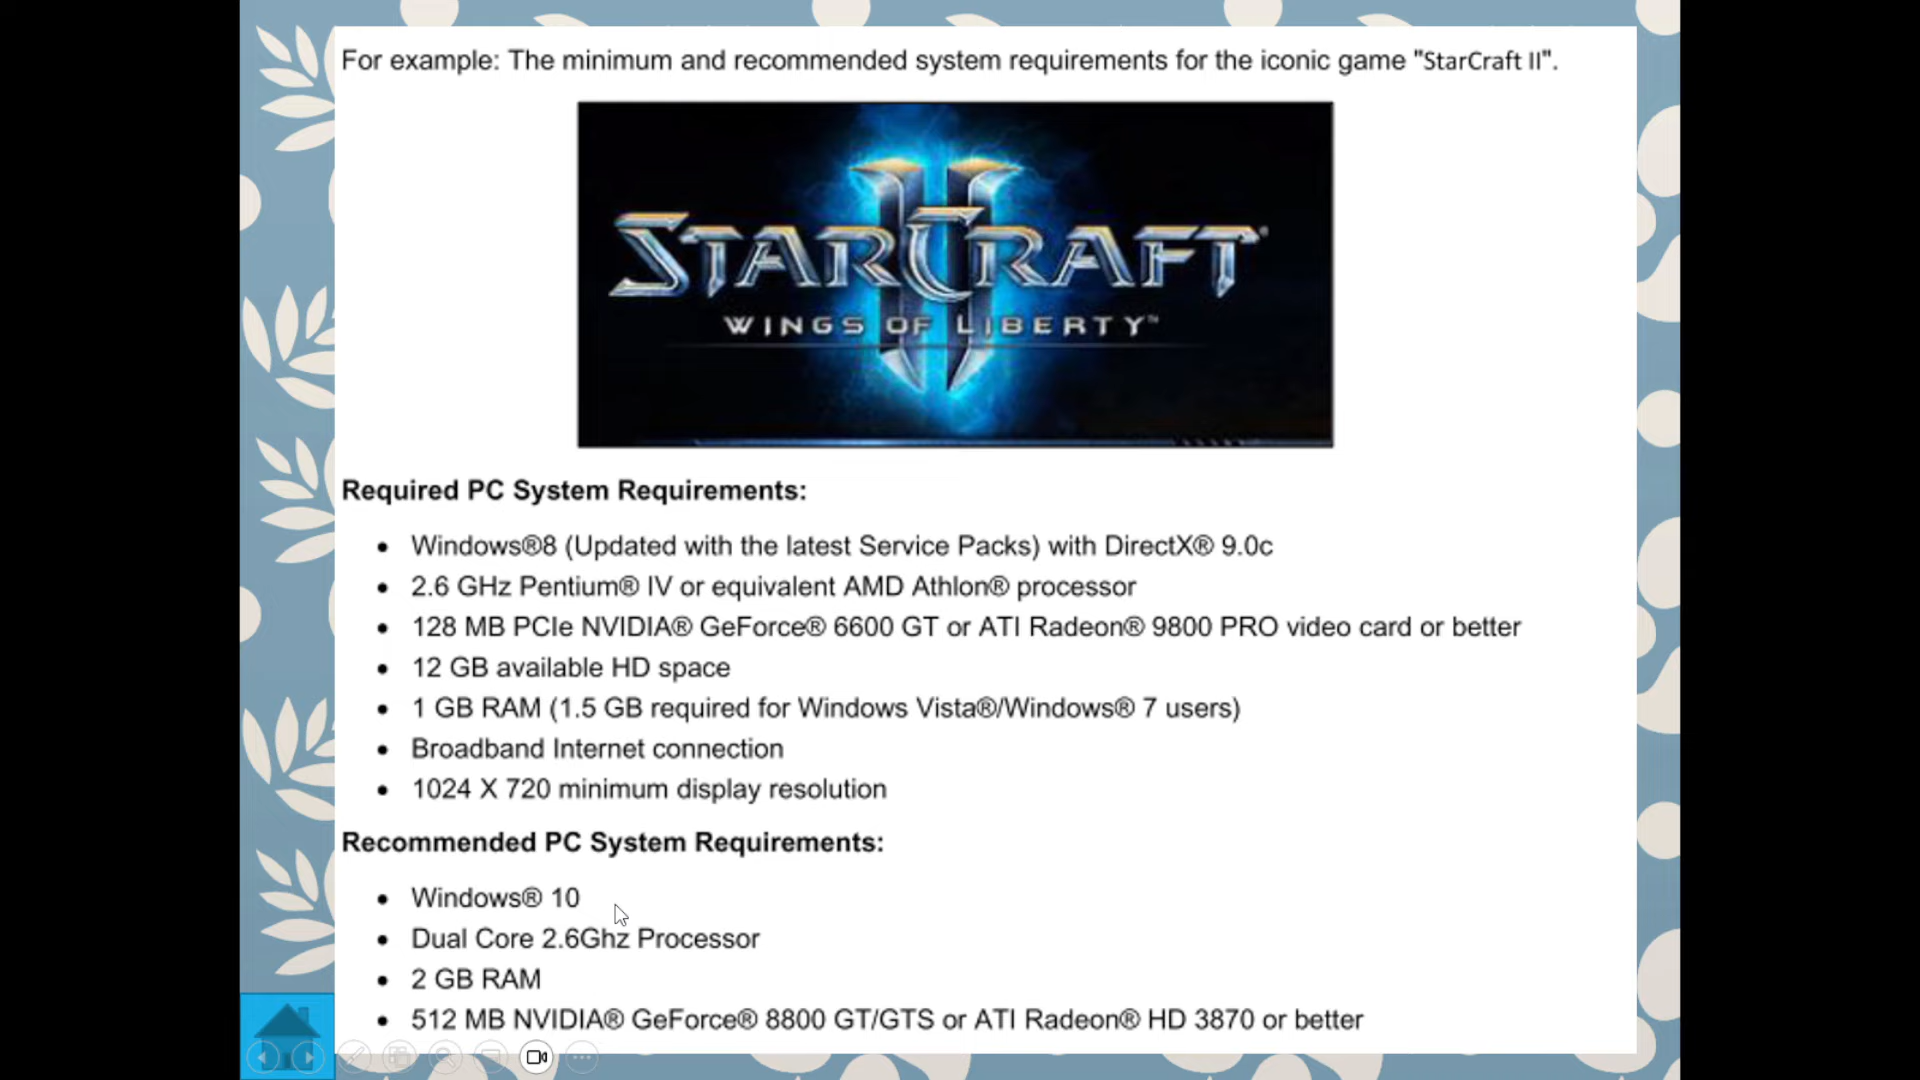 For example: The minimum and recommended system requirements for the iconic game "StarCraft II".
II
STARCRAFT®
WINGS OF LIBERTY™
Required PC System Requirements:
• Windows®8 (Updated with the latest Service Packs) with DirectX® 9.0c
• 2.6 GHz Pentium® IV or equivalent AMD Athlon® processor
• 128 MB PCIe NVIDIA® GeForce® 6600 GT or ATI Radeon® 9800 PRO video card or better
• 12 GB available HD space
• 1 GB RAM (1.5 GB required for Windows Vista®/Windows® 7 users)
• Broadband Internet connection
• 1024 X 720 minimum display resolution
Recommended PC System Requirements:
• Windows® 10
• Dual Core 2.6Ghz Processor
• 2 GB RAM
• 512 MB NVIDIA® GeForce® 8800 GT/GTS or ATI Radeon® HD 3870 or better